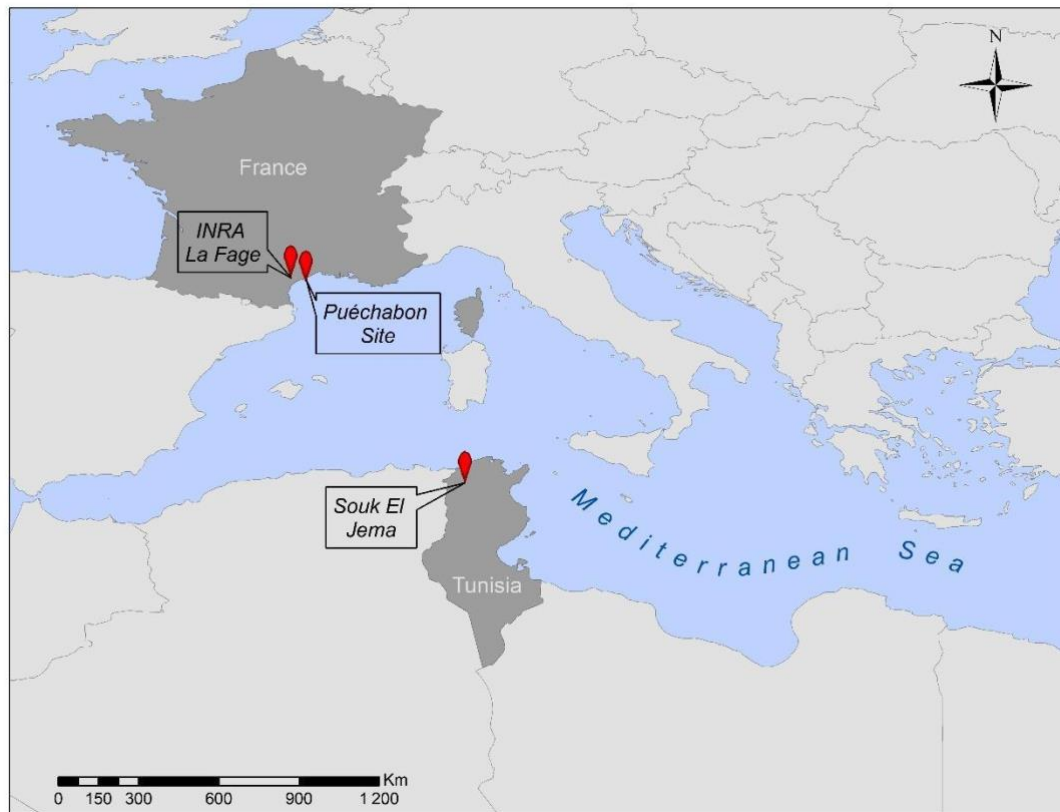 N
France
INRA
La Fage
Puéchabon
Site
Souk El
Jema
Mediterranean Sea
Tunisia
Km
0 150 300 600 900 1 200